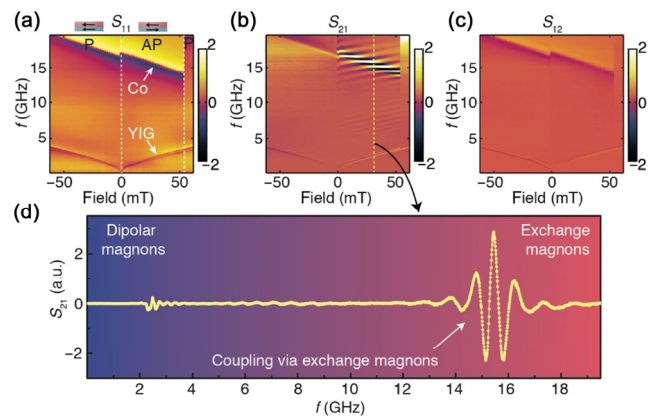 (a) S11 (b) S21 (c) S12
P AP P
2 2 2
15 15 15
Co
f (GHz) f (GHz) f (GHz)
10 0 10 0 10 0
5 YIG 5 5
-2 -2 -2
-50 0 50 -50 0 50 -50 0 50
Field (mT) Field (mT) Field (mT)
(d)
Dipolar Exchange
magnons magnons
2
S21 (a.u.)
0
Coupling via exchange magnons
-2
2 4 6 8 10 12 14 16 18
f (GHz)